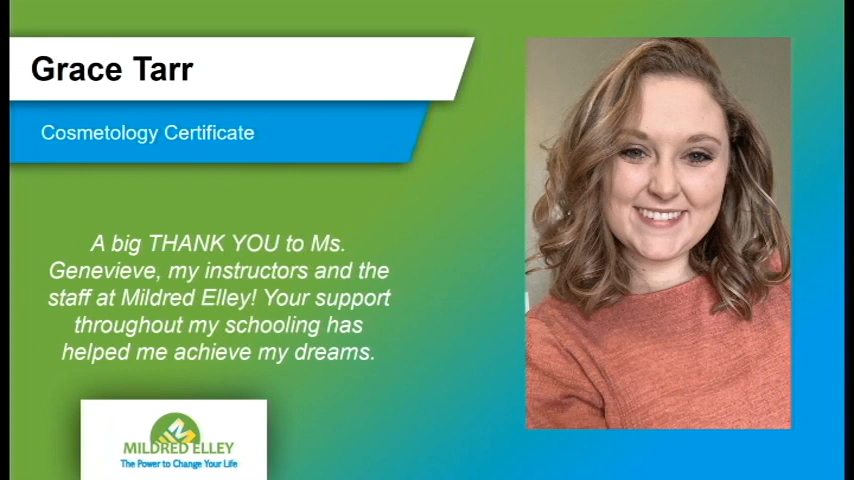 Grace Tarr
Cosmetology Certificate
A big THANK YOU to Ms.
Genevieve, my instructors and the
staff at Mildred Elley! Your support
throughout my schooling has
helped me achieve my dreams.
MILDRED ELLEY
The Power to Change Your Life